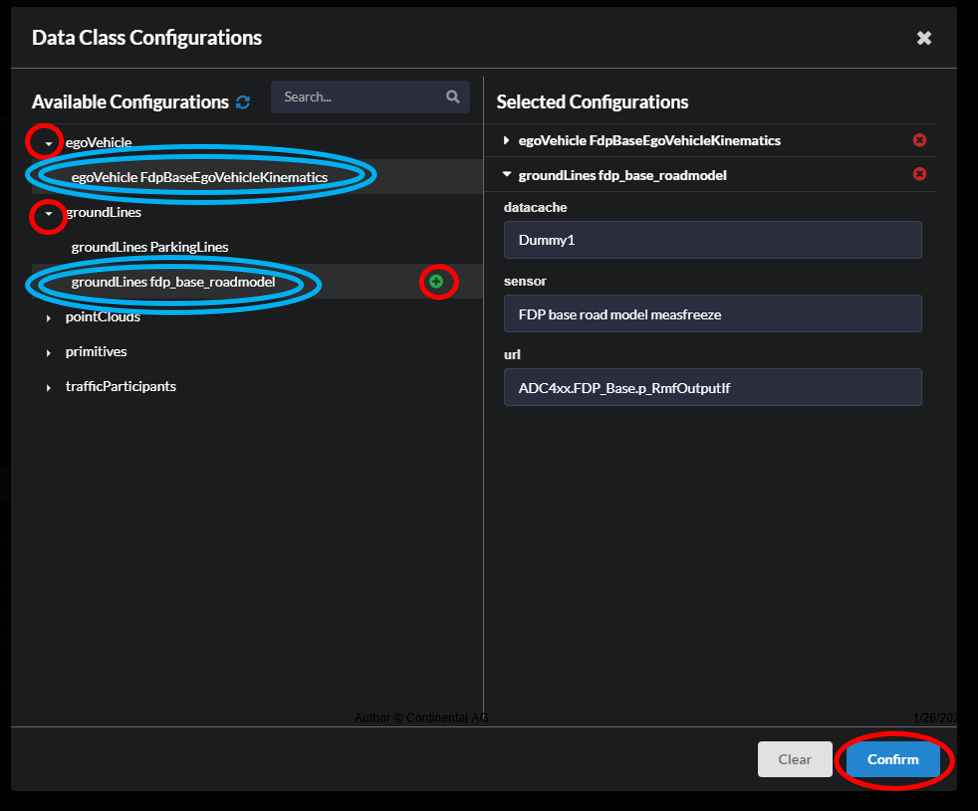 Data Class Configurations
Available Configurations
Search...
egoVehicle
egoVehicle FdpBaseEgoVehicleKinematics
groundLines
groundLines ParkingLines
groundLines fdp_base_roadmodel
pointClouds
primitives
trafficParticipants
Selected Configurations
egoVehicle FdpBaseEgoVehicleKinematics
groundLines fdp_base_roadmodel
datacache
Dummy1
sensor
FDP base road model measfreeze
url
ADC4xx.FDP_Base.p_RmfOutputIf
Author © Continental AG
1/26/202
Clear
Confirm